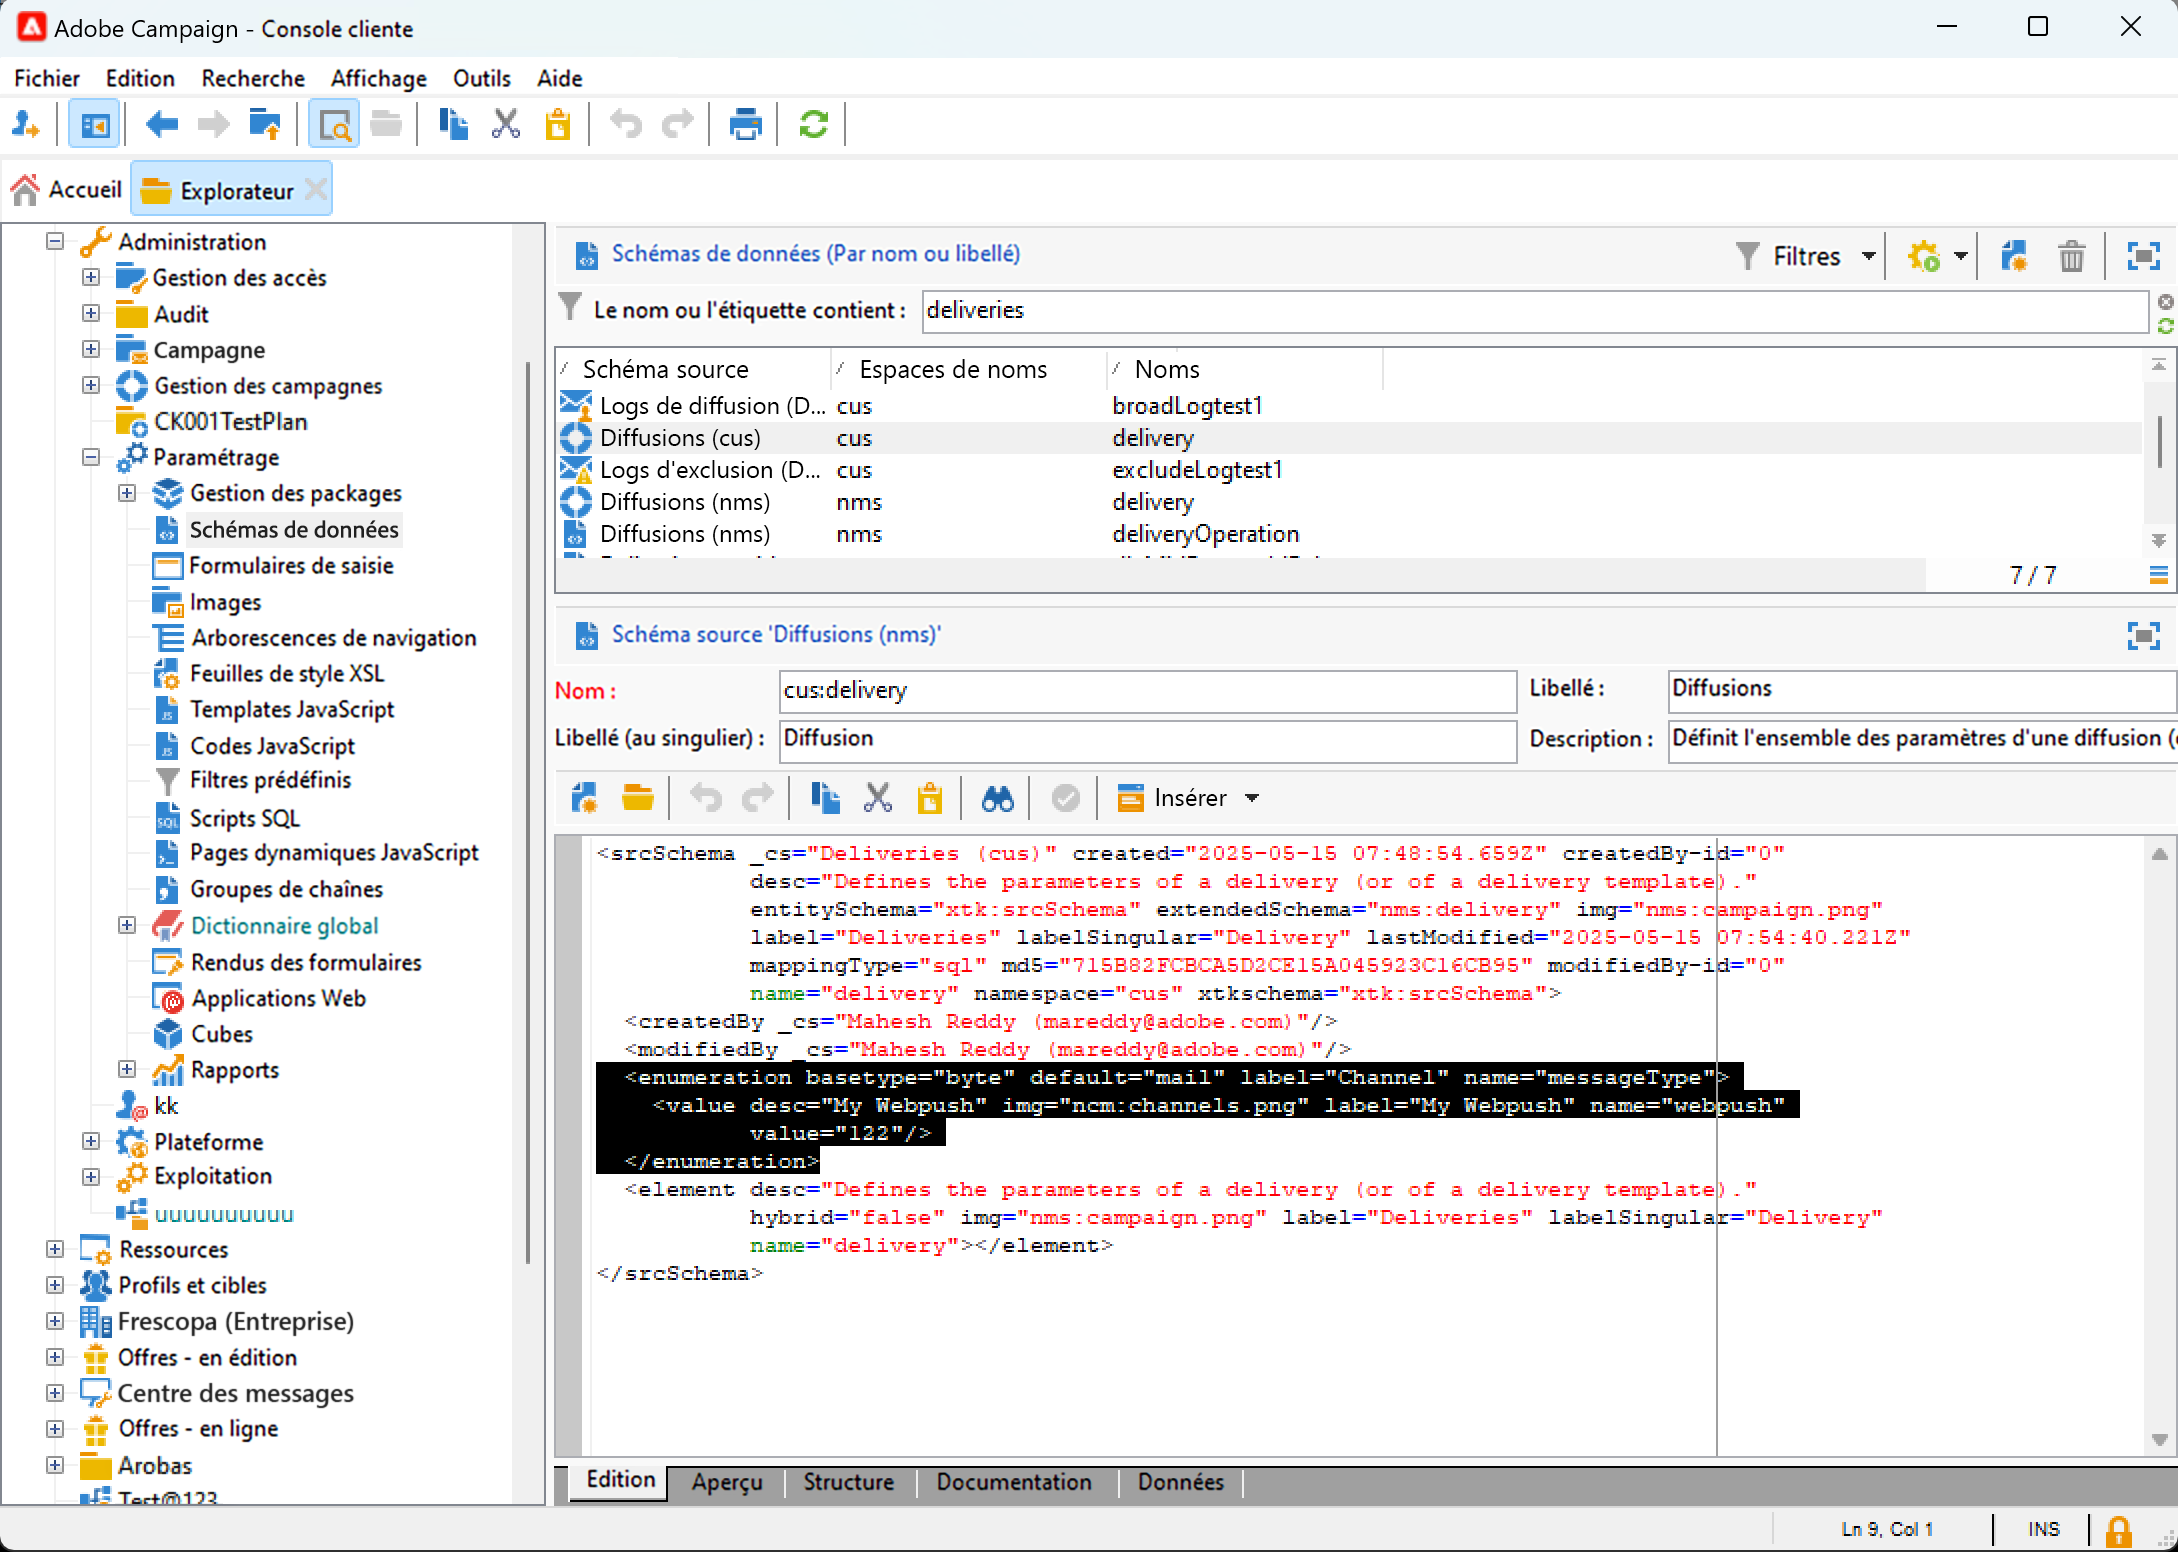 Adobe Campaign - Console cliente
Fichier Edition Recherche Affichage Outils Aide
Accueil Explorateur
Administration
Gestion des accès
Audit
Campagne
Gestion des campagnes
CK001TestPlan
Paramétrage
Gestion des packages
Schémas de données
Formulaires de saisie
Images
Arborescences de navigation
Feuilles de style XSL
Templates JavaScript
Codes JavaScript
Filtres prédéfinis
Scripts SQL
Pages dynamiques JavaScript
Groupes de chaînes
Dictionnaire global
Rendus des formulaires
Applications Web
Cubes
Rapports
kk
Plateforme
Exploitation
uuuuuuuuuu
Ressources
Profils et cibles
Frescopa (Entreprise)
Offres - en édition
Centre des messages
Offres - en ligne
Arobas
Test@123
Schémas de données (Par nom ou libellé)
Filtres
Le nom ou l'étiquette contient : deliveries
Schéma source Espaces de noms Noms
Logs de diffusion (D... cus broadLogtest1
Diffusions (cus) cus delivery
Logs d'exclusion (D... cus excludeLogtest1
Diffusions (nms) nms delivery
Diffusions (nms) nms deliveryOperation
7 / 7
Schéma source 'Diffusions (nms)'
Nom : cus:delivery Libellé : Diffusions
Libellé (au singulier) : Diffusion Description : Définit l'ensemble des paramètres d'une diffusion (
Insérer
<srcSchema _cs="Deliveries (cus)" created="2025-05-15 07:48:54.659Z" createdBy-id="0"
desc="Defines the parameters of a delivery (or of a delivery template)."
entitySchema="xtk:srcSchema" extendedSchema="nms:delivery" img="nms:campaign.png"
label="Deliveries" labelSingular="Delivery" lastModified="2025-05-15 07:54:40.221Z"
mappingType="sql" md5="715B82FCBCA5D2CE15A045923C16CB95" modifiedBy-id="0"
name="delivery" namespace="cus" xtkschema="xtk:srcSchema">
<createdBy _cs="Mahesh Reddy (mareddy@adobe.com)"/>
<modifiedBy _cs="Mahesh Reddy (mareddy@adobe.com)"/>
<enumeration basetype="byte" default="mail" label="Channel" name="messageType">
<value desc="My Webpush" img="ncm:channels.png" label="My Webpush" name="webpush"
value="122"/>
</enumeration>
<element desc="Defines the parameters of a delivery (or of a delivery template)."
hybrid="false" img="nms:campaign.png" label="Deliveries" labelSingular="Delivery"
name="delivery"></element>
</srcSchema>
Edition Aperçu Structure Documentation Données
Ln 9, Col 1 INS